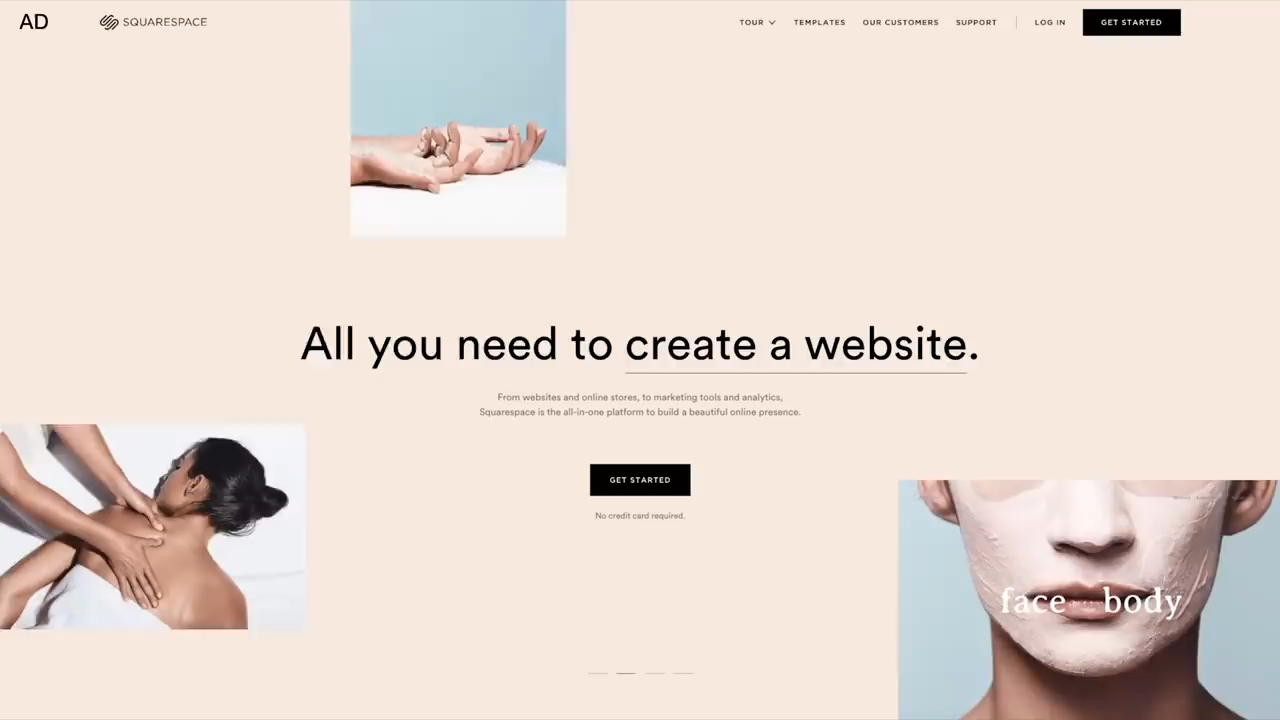 AD
SQUARESPACE
TOUR
TEMPLATES
OUR CUSTOMERS
SUPPORT
LOG IN
GET STARTED
All you need to create a website.
From websites and online stores, to marketing tools and analytics,
Squarespace is the all-in-one platform to build a beautiful online presence.
GET STARTED
No credit card required.
face body